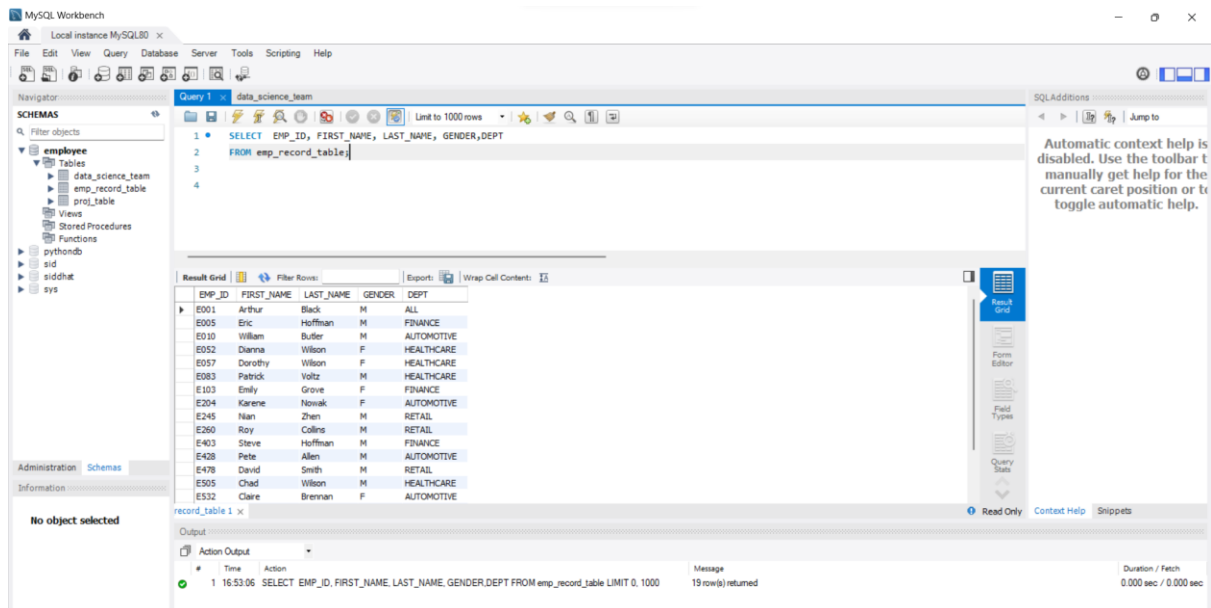 MySQL Workbench
Local instance MySQL80 ×
File Edit View Query Database Server Tools Scripting Help
Navigator
SCHEMAS
Filter objects
employee
Tables
data_science_team
emp_record_table
proj_table
Views
Stored Procedures
Functions
pythondb
sid
siddhat
sys
Administration Schemas
Information
No object selected
Query 1 × data_science_team
Limit to 1000 rows
1 SELECT EMP_ID, FIRST_NAME, LAST_NAME, GENDER,DEPT
2 FROM emp_record_table;
3
4
Result Grid Filter Rows: Export: Wrap Cell Content:
EMP_ID FIRST_NAME LAST_NAME GENDER DEPT
E001 Arthur Black M ALL
E005 Eric Hoffman M FINANCE
E010 William Butler M AUTOMOTIVE
E052 Dianna Wilson F HEALTHCARE
E057 Dorothy Wilson F HEALTHCARE
E083 Patrick Voltz M HEALTHCARE
E103 Emily Grove F FINANCE
E204 Karene Nowak F AUTOMOTIVE
E245 Nian Zhen M RETAIL
E260 Roy Collins M RETAIL
E403 Steve Hoffman M FINANCE
E428 Pete Allen M AUTOMOTIVE
E478 David Smith M RETAIL
E505 Chad Wilson M HEALTHCARE
E532 Claire Brennan F AUTOMOTIVE
Result
Grid
Form
Editor
Field
Types
Query
Stats
record_table 1 × Read Only
SQLAdditions
Jump to
Automatic context help is
disabled. Use the toolbar t
manually get help for the
current caret position or to
toggle automatic help.
Context Help Snippets
Output
Action Output
# Time Action Message Duration / Fetch
1 16:53:06 SELECT EMP_ID, FIRST_NAME, LAST_NAME, GENDER,DEPT FROM emp_record_table LIMIT 0, 1000 19 row(s) returned 0.000 sec / 0.000 sec